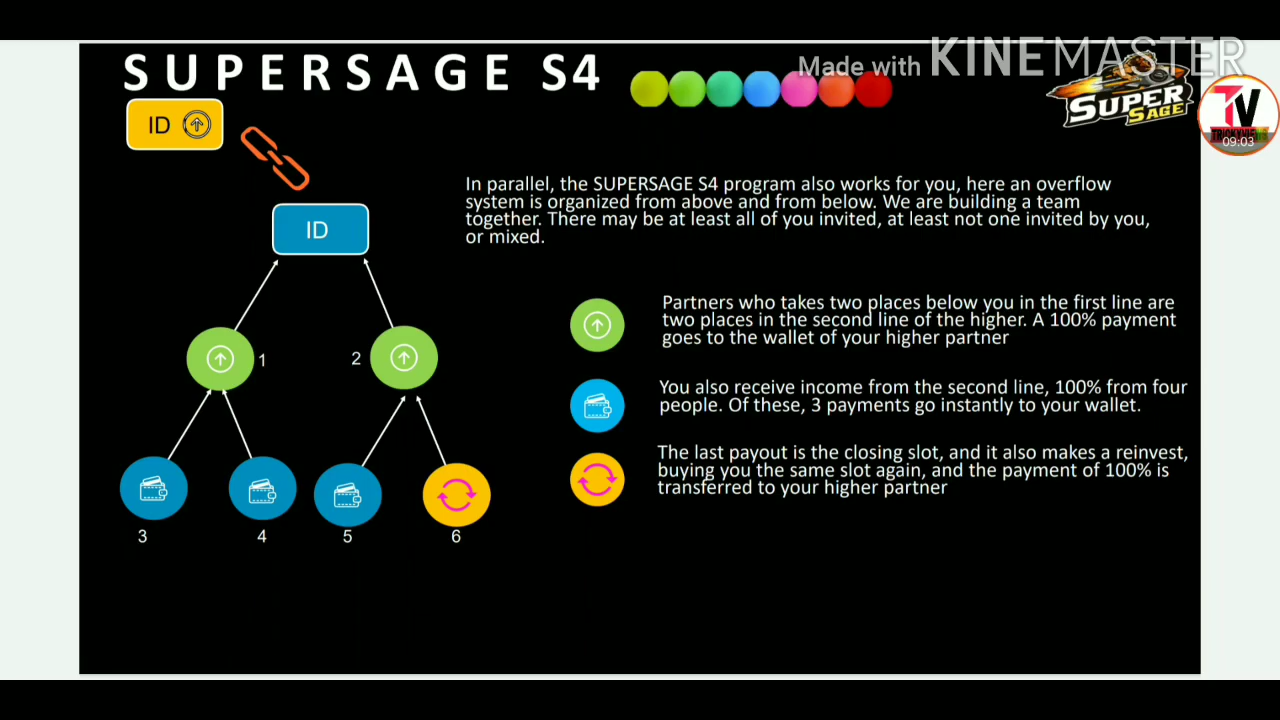 Made with KINEMASTER
SUPERSAGE S4
SUPER
SAGE
TV
09:03
ID
ID
In parallel, the SUPERSAGE S4 program also works for you, here an overflow
system is organized from above and from below. We are building a team
together. There may be at least all of you invited, at least not one invited by you,
or mixed.
Partners who takes two places below you in the first line are
two places in the second line of the higher. A 100% payment
goes to the wallet of your higher partner
1
2
You also receive income from the second line, 100% from four
people. Of these, 3 payments go instantly to your wallet.
The last payout is the closing slot, and it also makes a reinvest,
buying you the same slot again, and the payment of 100% is
transferred to your higher partner
3
4
5
6